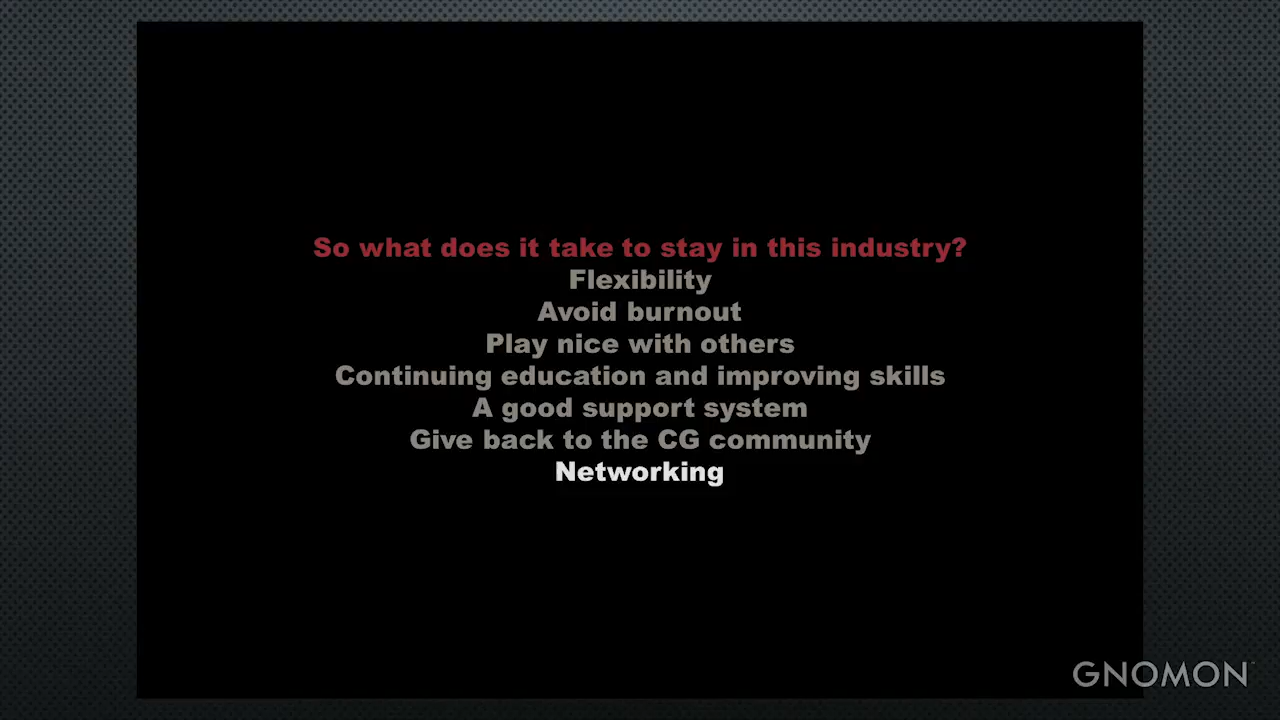 So what does it take to stay in this industry?
Flexibility
Avoid burnout
Play nice with others
Continuing education and improving skills
A good support system
Give back to the CG community
Networking
GNOMON